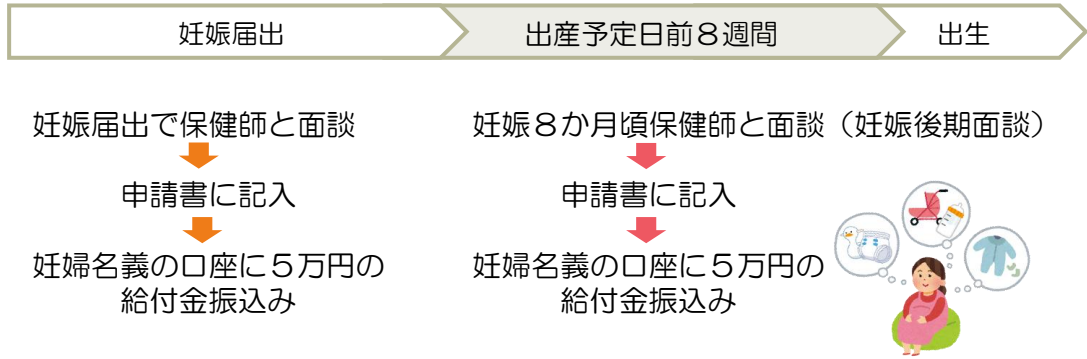 妊娠届出
出産予定日前８週間
出生
妊娠届出で保健師と面談
申請書に記入
妊婦名義の口座に５万円の
給付金振込み
妊娠８か月頃保健師と面談（妊娠後期面談）
申請書に記入
妊婦名義の口座に５万円の
給付金振込み